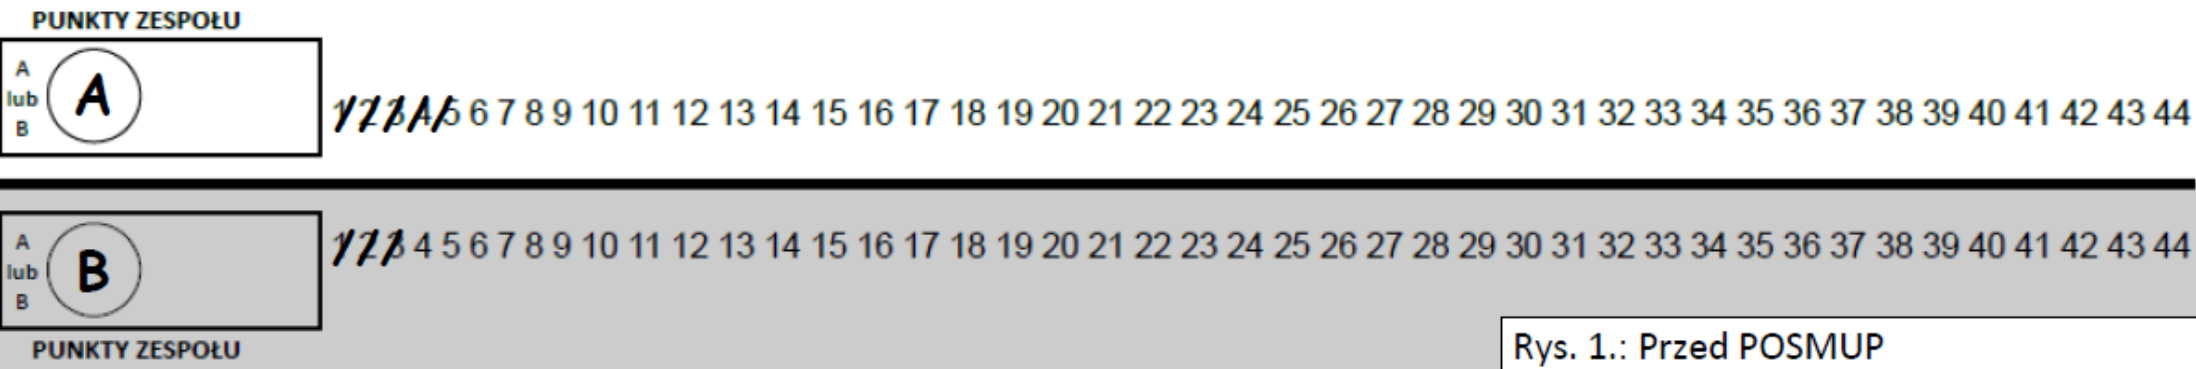 PUNKTY ZESPOŁU
A
lub
B
A
1 2 3 4 5 6 7 8 9 10 11 12 13 14 15 16 17 18 19 20 21 22 23 24 25 26 27 28 29 30 31 32 33 34 35 36 37 38 39 40 41 42 43 44
A
lub
B
B
1 2 3 4 5 6 7 8 9 10 11 12 13 14 15 16 17 18 19 20 21 22 23 24 25 26 27 28 29 30 31 32 33 34 35 36 37 38 39 40 41 42 43 44
PUNKTY ZESPOŁU
Rys. 1.: Przed POSMUP